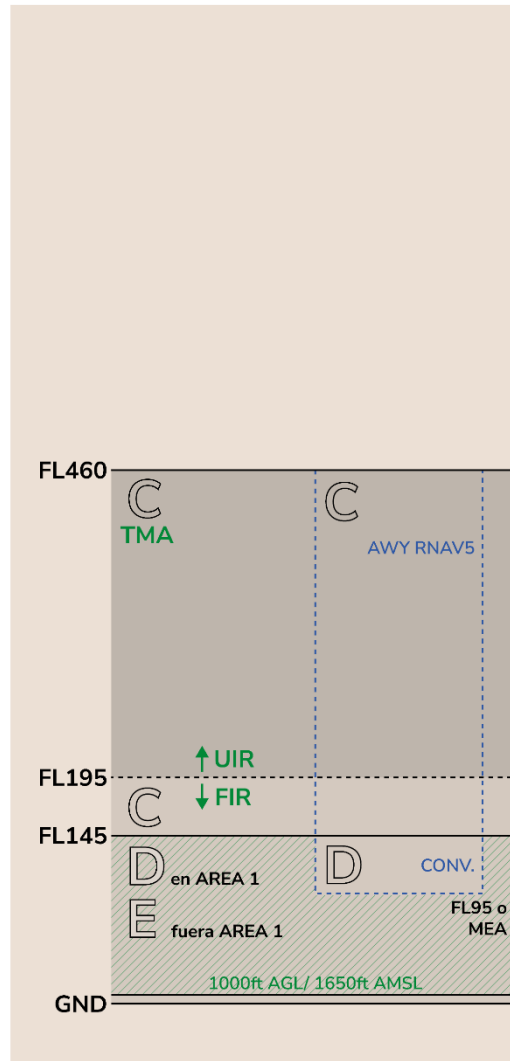 FL460
C
C
TMA
AWY RNAV5
↑ UIR
FL195
↓ FIR
C
FL145
D en AREA 1
D
CONV.
E fuera AREA 1
FL95 o
MEA
1000ft AGL/ 1650ft AMSL
GND